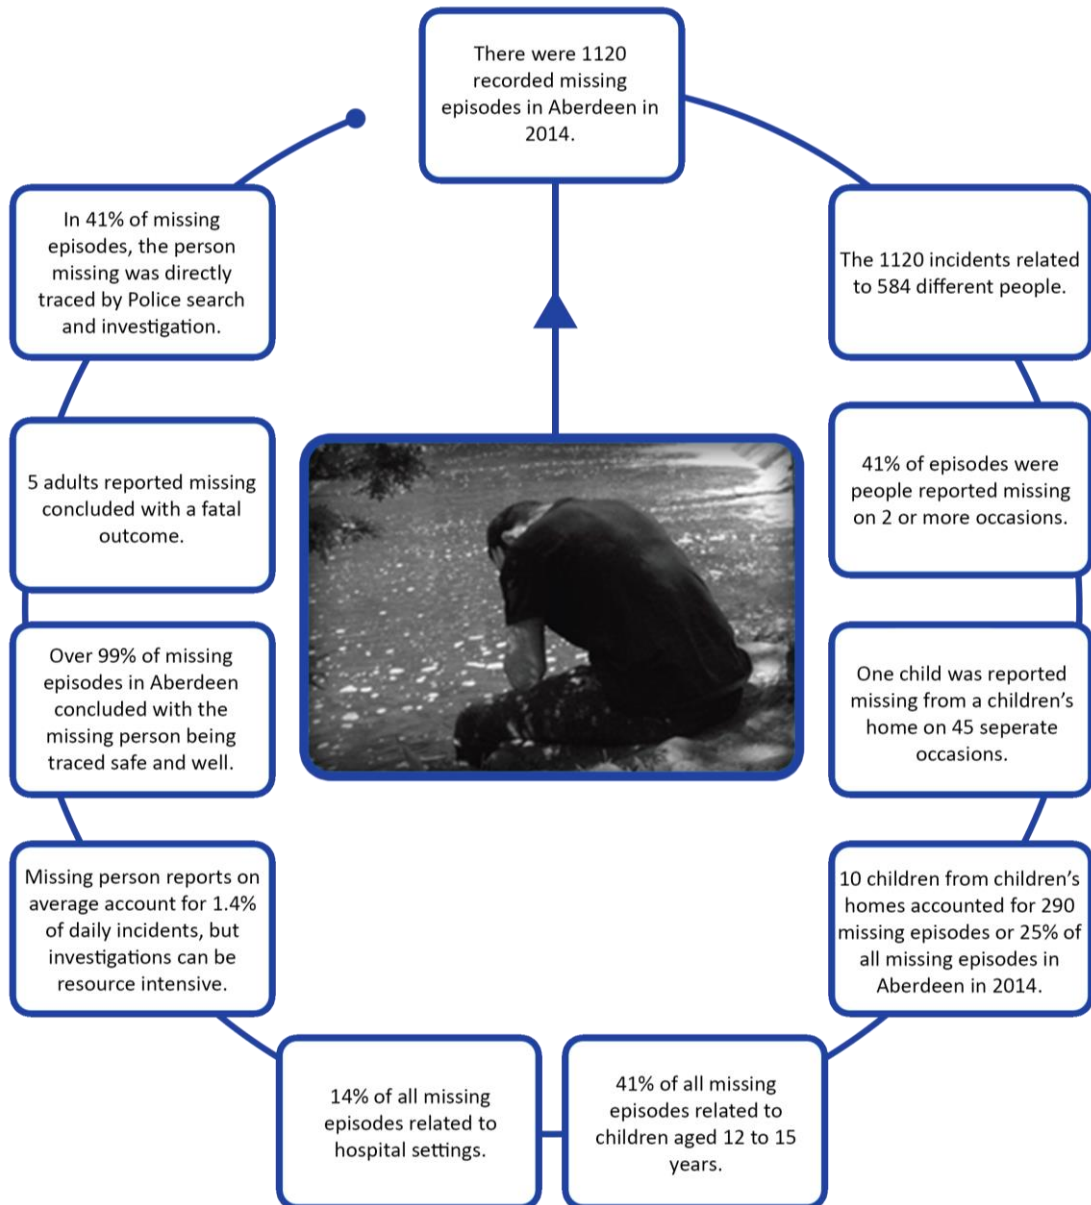 There were 1120
recorded missing
episodes in Aberdeen in
2014.
The 1120 incidents related
to 584 different people.
41% of episodes were
people reported missing
on 2 or more occasions.
One child was reported
missing from a children’s
home on 45 seperate
occasions.
10 children from children’s
homes accounted for 290
missing episodes or 25% of
all missing episodes in
Aberdeen in 2014.
41% of all missing
episodes related to
children aged 12 to 15
years.
14% of all missing
episodes related to
hospital settings.
Missing person reports on
average account for 1.4%
of daily incidents, but
investigations can be
resource intensive.
Over 99% of missing
episodes in Aberdeen
concluded with the
missing person being
traced safe and well.
5 adults reported missing
concluded with a fatal
outcome.
In 41% of missing
episodes, the person
missing was directly
traced by Police search
and investigation.